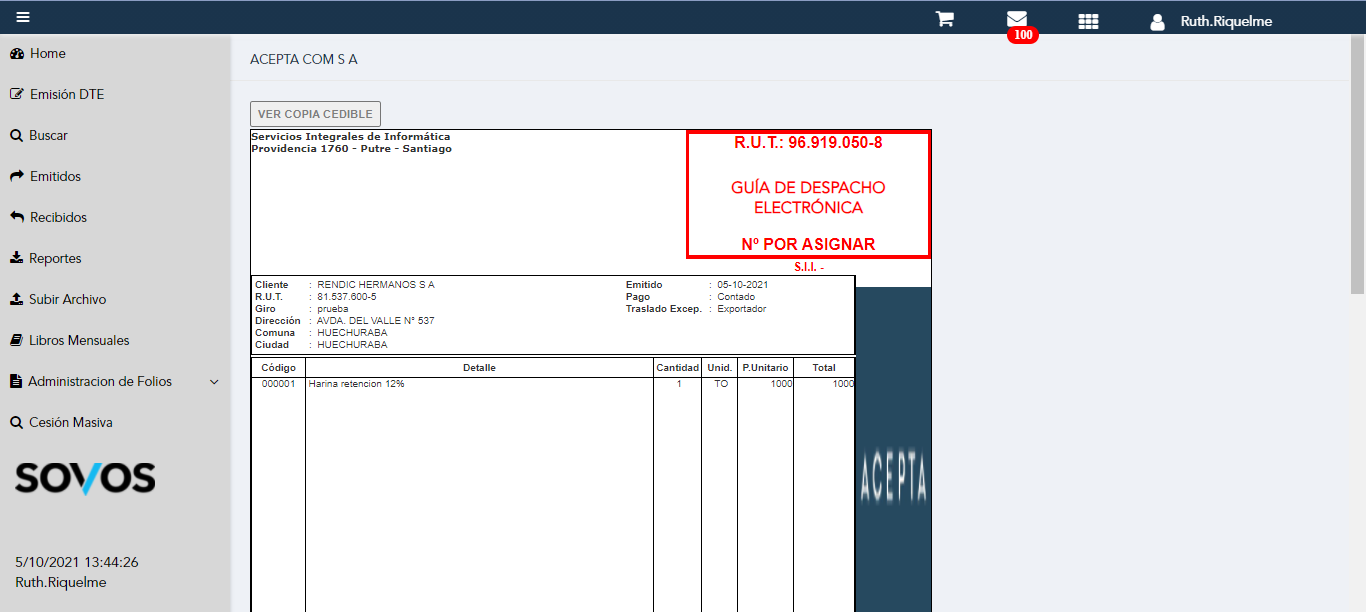 Ruth.Riquelme
100
Home
Emisión DTE
Buscar
Emitidos
Recibidos
Reportes
Subir Archivo
Libros Mensuales
Administracion de Folios
Cesión Masiva
SOVOS
5/10/2021 13:44:26
Ruth.Riquelme
ACEPTA COM S A
VER COPIA CEDIBLE
Servicios Integrales de Informática
Providencia 1760 - Putre - Santiago
R.U.T.: 96.919.050-8
GUÍA DE DESPACHO
ELECTRÓNICA
Nº POR ASIGNAR
S.I.I. -
Cliente : RENDIC HERMANOS S A Emitido : 05-10-2021
R.U.T. : 81.537.600-5 Pago : Contado
Giro : prueba Traslado Excep. : Exportador
Dirección : AVDA. DEL VALLE N° 537
Comuna : HUECHURABA
Ciudad : HUECHURABA
Código Detalle Cantidad Unid. P.Unitario Total
000001 Harina retencion 12% 1 TO 1000 1000
ACEPTA